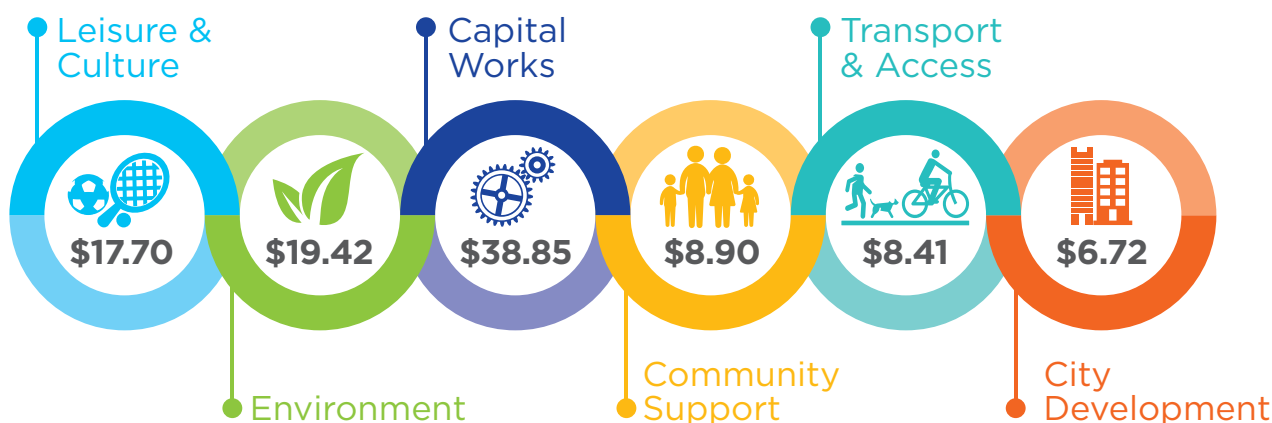 Leisure &
Culture
Capital
Works
Transport
& Access
$17.70
$19.42
$38.85
$8.90
$8.41
$6.72
Environment
Community
Support
City
Development